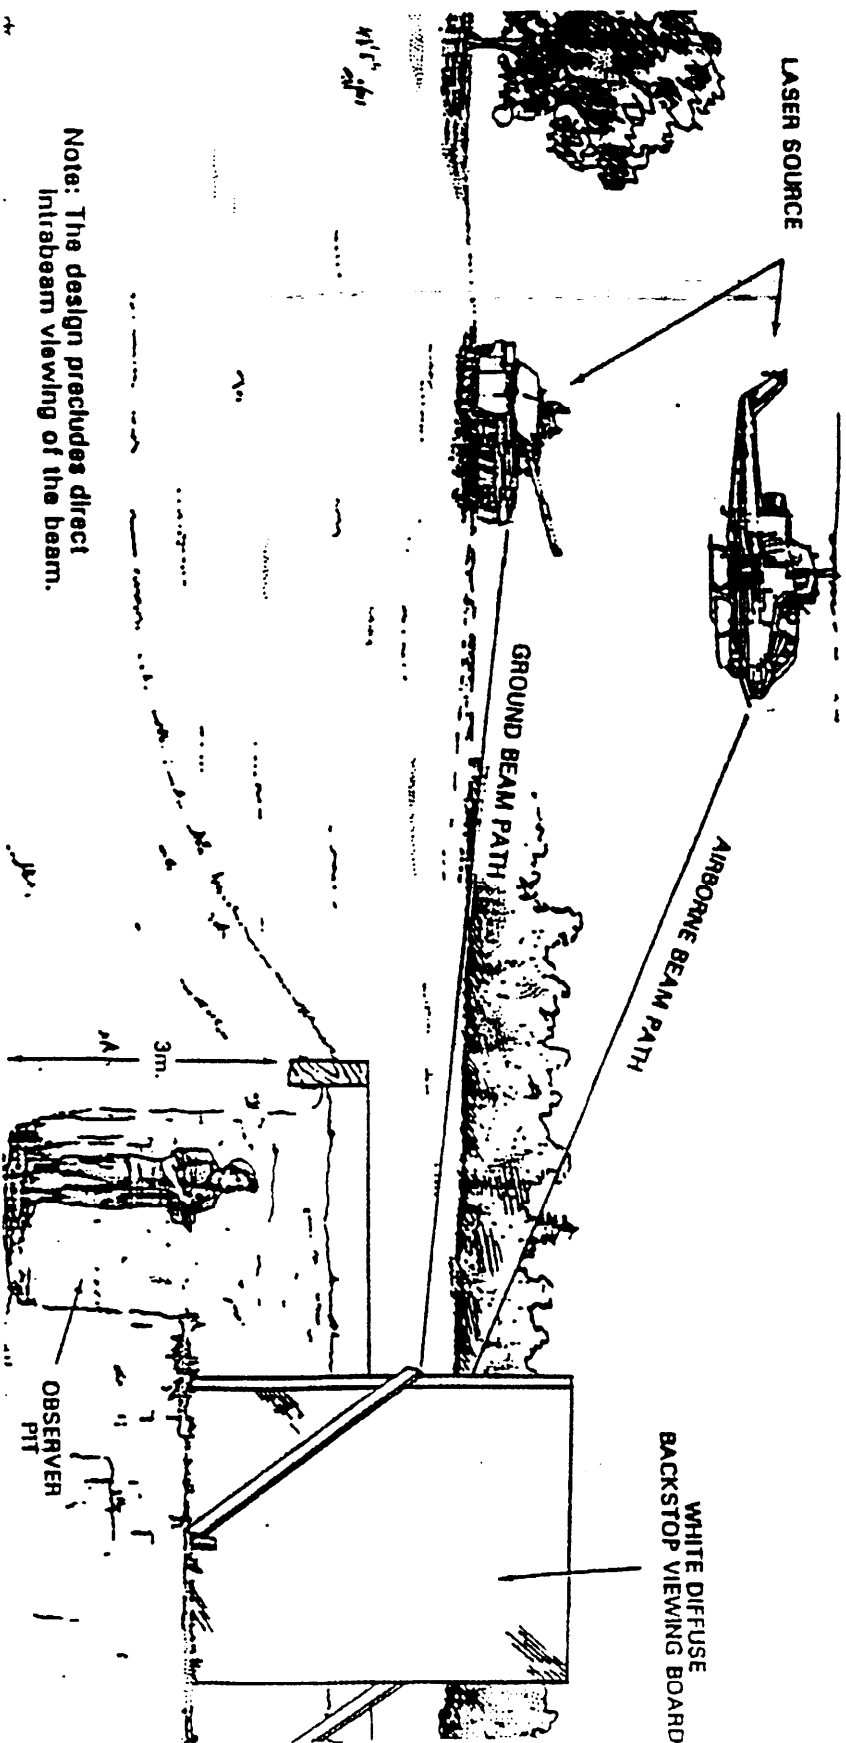 LASER SOURCE
AIRBORNE BEAM PATH
GROUND BEAM PATH
WHITE DIFFUSE
BACKSTOP VIEWING BOARD
3m.
OBSERVER
PIT
Note: The design precludes direct
intrabeam viewing of the beam.